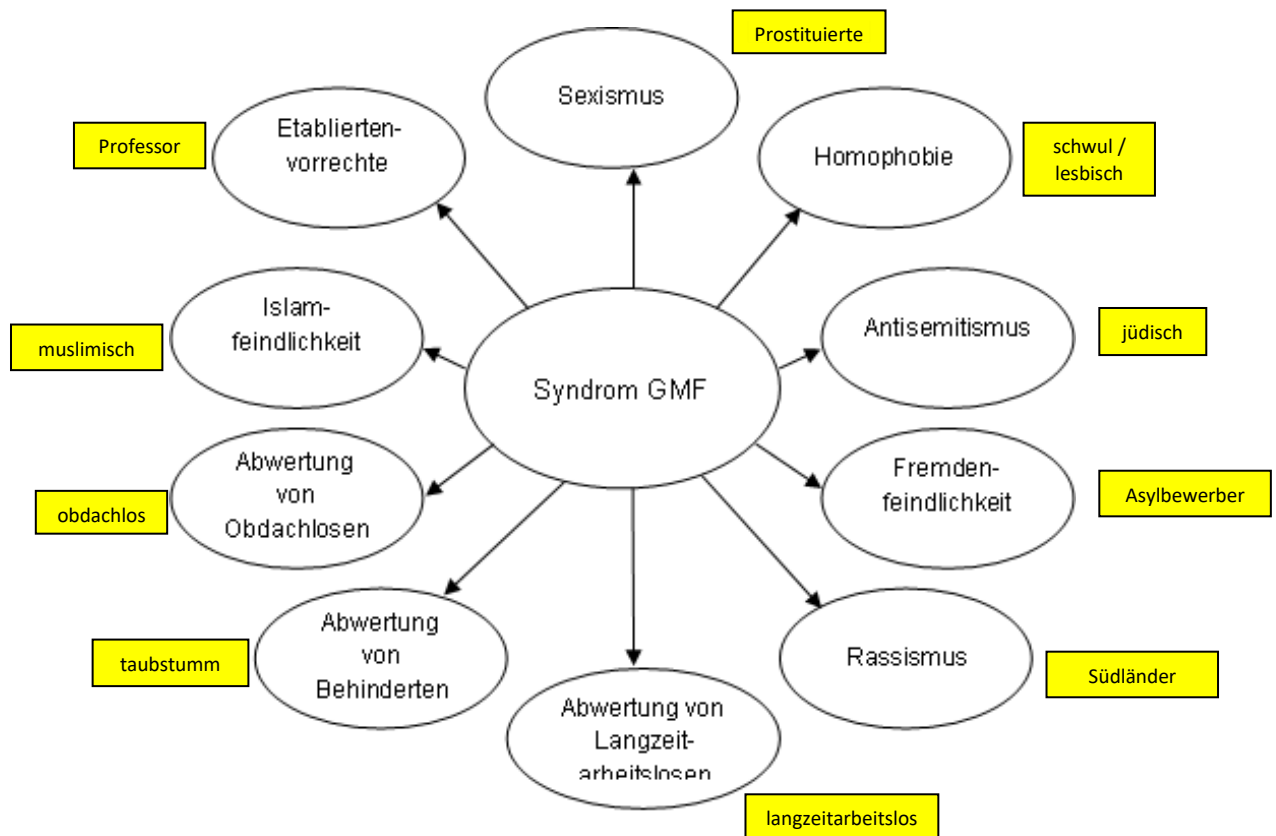 Prostituierte
Sexismus
Etablierten-
vorrechte
Professor
Homophobie
schwul /
lesbisch
Islam-
feindlichkeit
muslimisch
Antisemitismus
jüdisch
Syndrom GMF
Abwertung
von
Obdachlosen
obdachlos
Fremden-
feindlichkeit
Asylbewerber
Abwertung
von
Behinderten
taubstumm
Rassismus
Südländer
Abwertung von
Langzeit-
arbeitslosen
langzeitarbeitslos